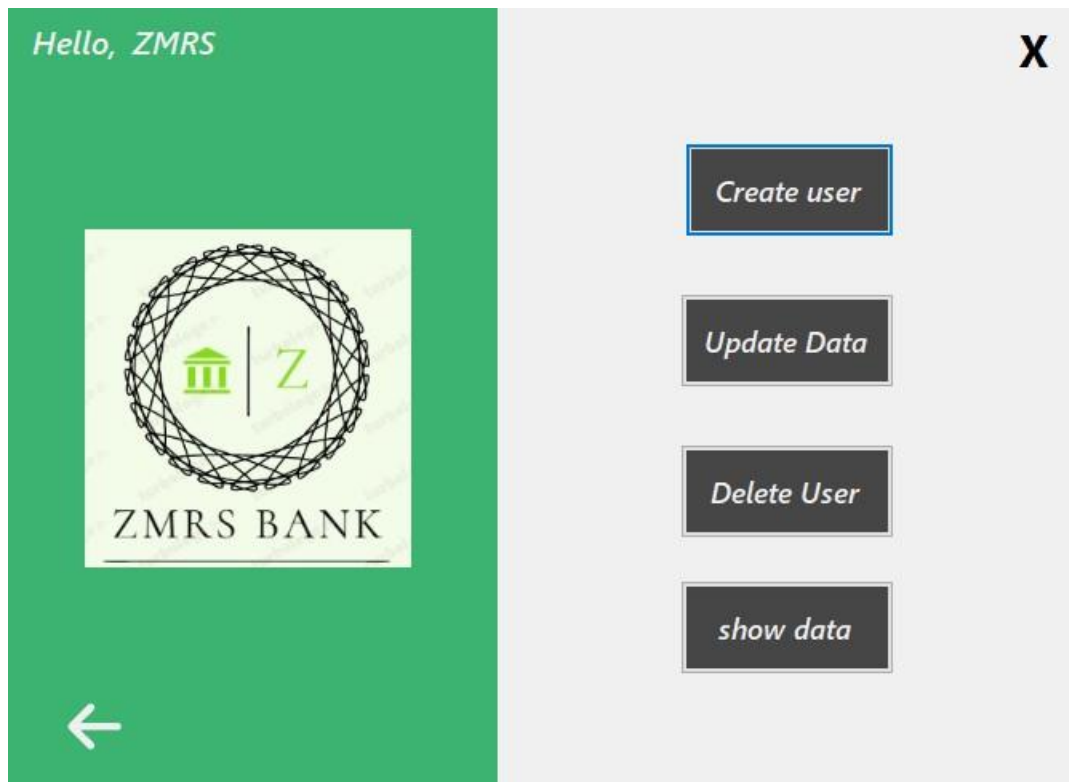 Hello, ZMRS
X
Create user
Update Data
Delete User
show data
Z
ZMRS BANK